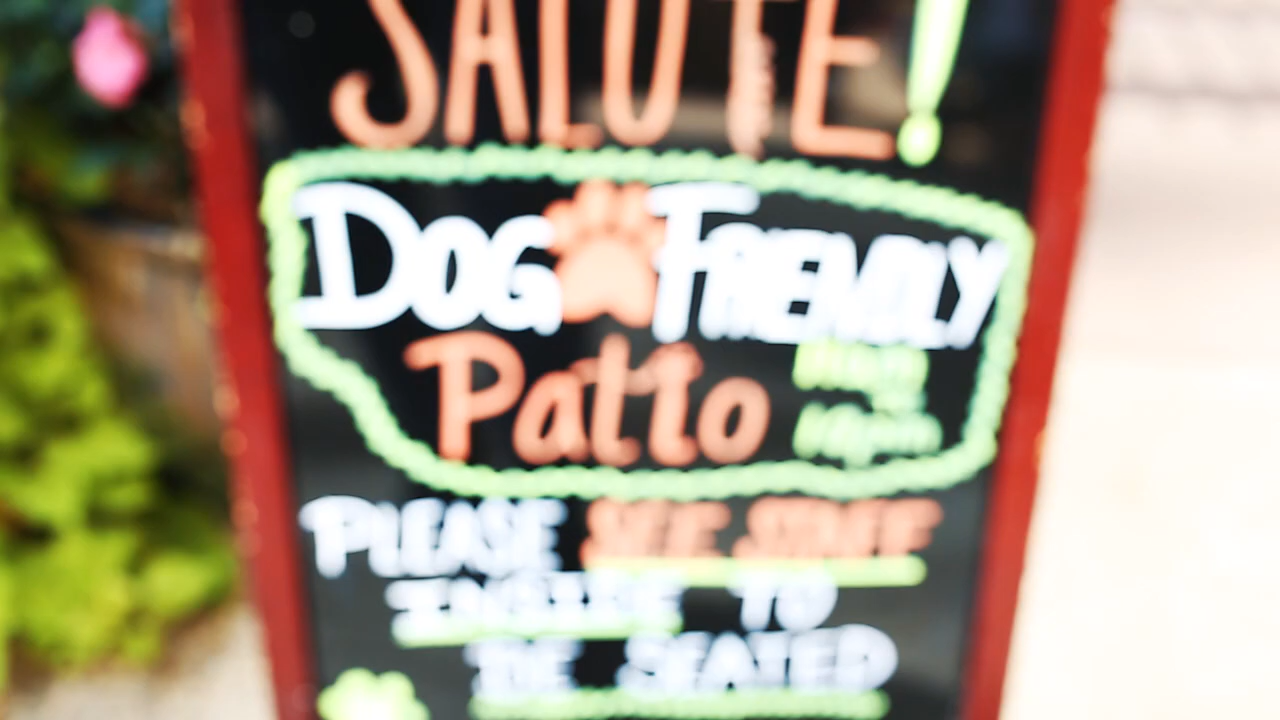 SALUTE!
DOG FRIENDLY
Patio
PLEASE SEE STAFF
INSIDE TO
BE SEATED